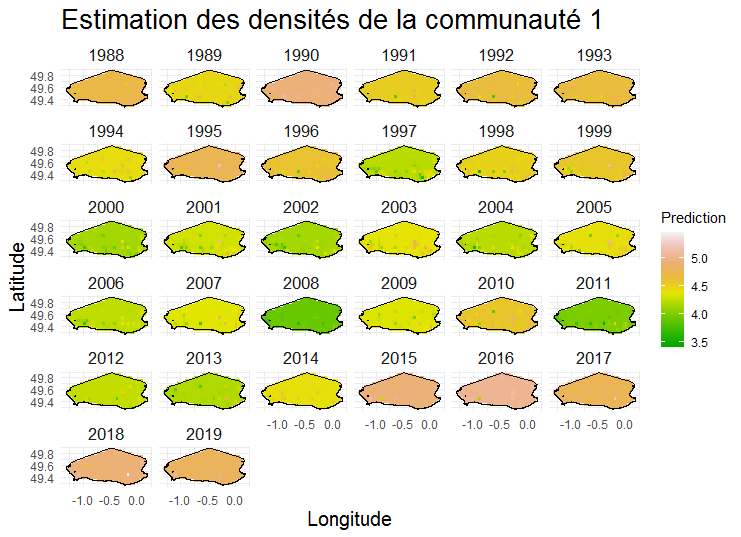 Estimation des densités de la communauté 1
1988 1989 1990 1991 1992 1993
49.8
49.6
49.4
1994 1995 1996 1997 1998 1999
49.8
49.6
49.4
2000 2001 2002 2003 2004 2005
49.8
49.6
49.4
2006 2007 2008 2009 2010 2011
49.8
49.6
49.4
2012 2013 2014 2015 2016 2017
49.8
49.6
49.4
-1.0 -0.5 0.0 -1.0 -0.5 0.0 -1.0 -0.5 0.0 -1.0 -0.5 0.0
2018 2019
49.8
49.6
49.4
-1.0 -0.5 0.0 -1.0 -0.5 0.0
Latitude
Longitude
Prediction
5.0
4.5
4.0
3.5